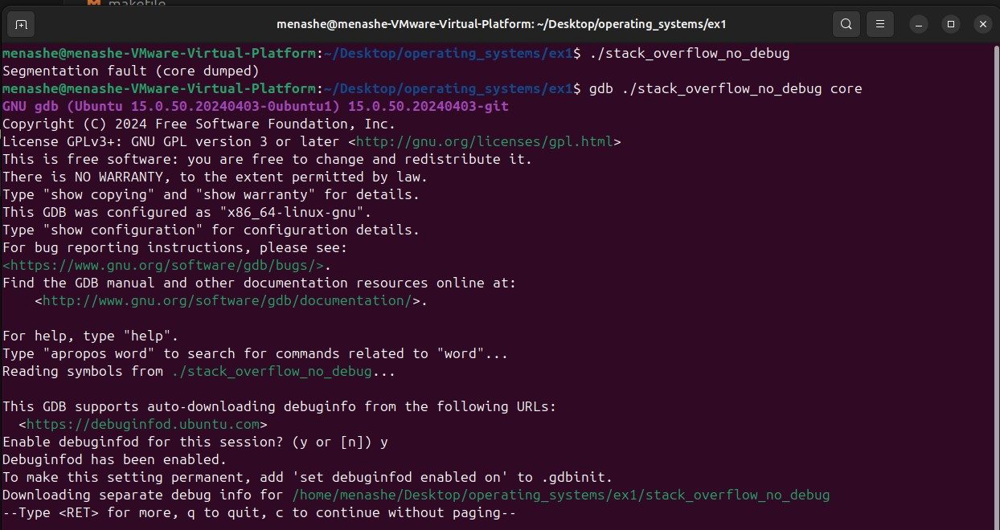 makefile
menashe@menashe-VMware-Virtual-Platform: ~/Desktop/operating_systems/ex1
menashe@menashe-VMware-Virtual-Platform:~/Desktop/operating_systems/ex1$ ./stack_overflow_no_debug
Segmentation fault (core dumped)
menashe@menashe-VMware-Virtual-Platform:~/Desktop/operating_systems/ex1$ gdb ./stack_overflow_no_debug core
GNU gdb (Ubuntu 15.0.50.20240403-0ubuntu1) 15.0.50.20240403-git
Copyright (C) 2024 Free Software Foundation, Inc.
License GPLv3+: GNU GPL version 3 or later <http://gnu.org/licenses/gpl.html>
This is free software: you are free to change and redistribute it.
There is NO WARRANTY, to the extent permitted by law.
Type "show copying" and "show warranty" for details.
This GDB was configured as "x86_64-linux-gnu".
Type "show configuration" for configuration details.
For bug reporting instructions, please see:
<https://www.gnu.org/software/gdb/bugs/>.
Find the GDB manual and other documentation resources online at:
    <http://www.gnu.org/software/gdb/documentation/>.

For help, type "help".
Type "apropos word" to search for commands related to "word"...
Reading symbols from ./stack_overflow_no_debug...

This GDB supports auto-downloading debuginfo from the following URLs:
  <https://debuginfod.ubuntu.com>
Enable debuginfod for this session? (y or [n]) y
Debuginfod has been enabled.
To make this setting permanent, add 'set debuginfod enabled on' to .gdbinit.
Downloading separate debug info for /home/menashe/Desktop/operating_systems/ex1/stack_overflow_no_debug
--Type <RET> for more, q to quit, c to continue without paging--